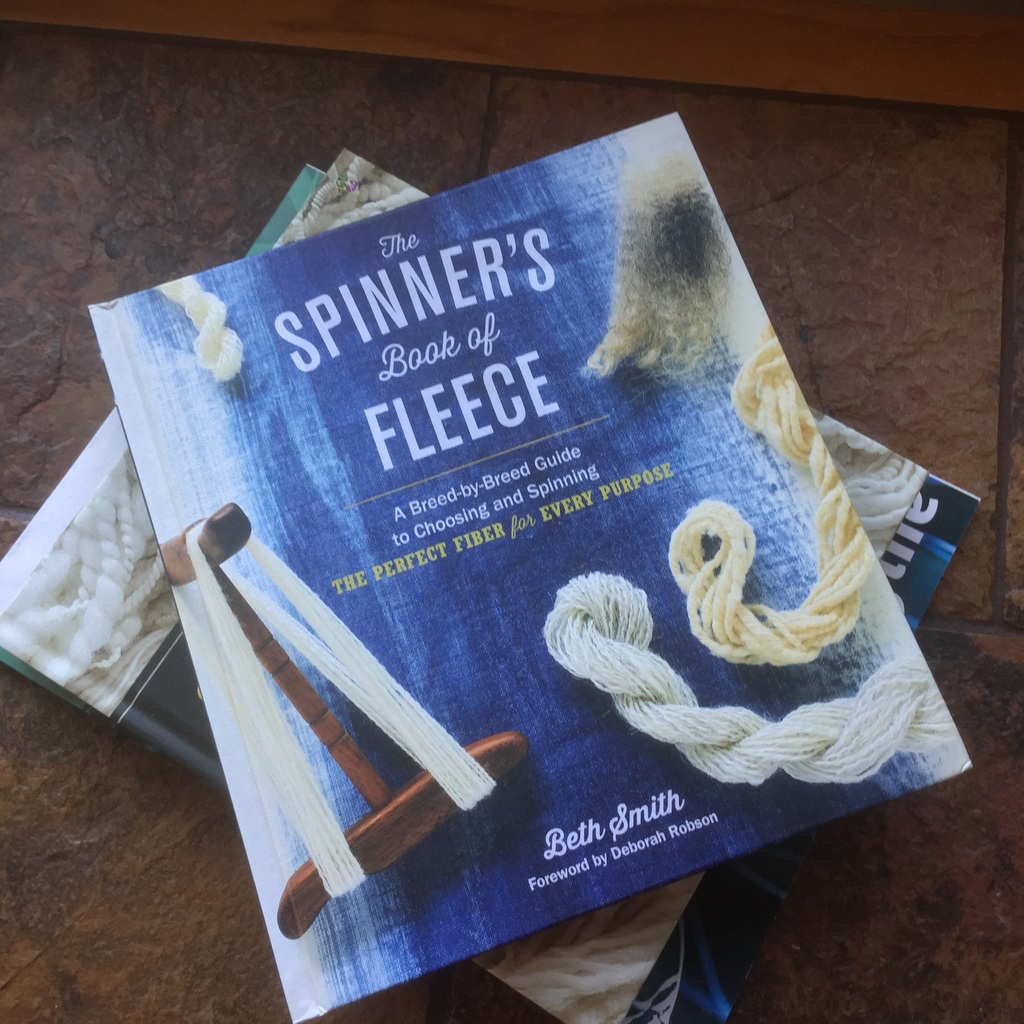 The
SPINNER'S
Book of
FLEECE
A Breed-by-Breed Guide
to Choosing and Spinning
THE PERFECT FIBER for EVERY PURPOSE
Beth Smith
Foreword by Deborah Robson
the